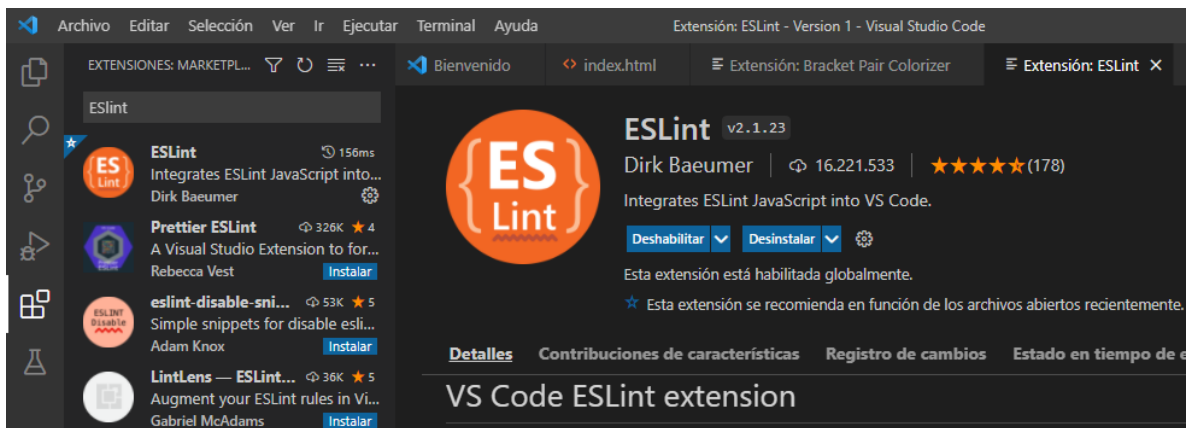 Archivo Editar Selección Ver Ir Ejecutar Terminal Ayuda Extensión: ESLint - Version 1 - Visual Studio Code
EXTENSIONES: MARKETPL...
Bienvenido index.html Extensión: Bracket Pair Colorizer Extensión: ESLint
ESlint
ESLint 156ms
Integrates ESLint JavaScript into...
Dirk Baeumer
Prettier ESLint 326K 4
A Visual Studio Extension to for...
Rebecca Vest Instalar
eslint-disable-sni... 53K 5
Simple snippets for disable esli...
Adam Knox Instalar
LintLens — ESLint... 36K 5
Augment your ESLint rules in Vi...
Gabriel McAdams Instalar
{ES
Lint}
ESLINT
Disable
{ES
Lint}
ESLint v2.1.23
Dirk Baeumer 16.221.533 (178)
Integrates ESLint JavaScript into VS Code.
Deshabilitar Desinstalar
Esta extensión está habilitada globalmente.
Esta extensión se recomienda en función de los archivos abiertos recientemente.
Detalles Contribuciones de características Registro de cambios Estado en tiempo de e
VS Code ESLint extension